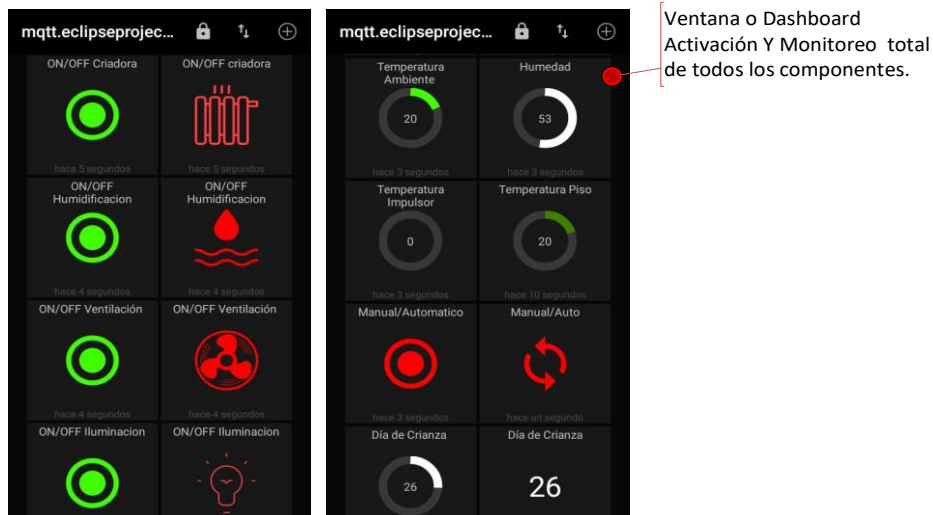 mqtt.eclipseprojec...
ON/OFF Criadora
ON/OFF criadora
hace 5 segundos
hace 5 segundos
ON/OFF
Humidificacion
ON/OFF
Humidificacion
hace 4 segundos
hace 4 segundos
ON/OFF Ventilación
ON/OFF Ventilación
hace 4 segundos
hace 4 segundos
ON/OFF Iluminacion
ON/OFF Iluminacion
mqtt.eclipseprojec...
Temperatura
Ambiente
Humedad
20
53
hace 3 segundos
hace 3 segundos
Temperatura
Impulsor
Temperatura Piso
0
20
hace 3 segundos
hace 10 segundos
Manual/Automatico
Manual/Auto
hace 3 segundos
hace un segundo
Día de Crianza
Día de Crianza
26
26
Ventana o Dashboard
Activación Y Monitoreo total
de todos los componentes.